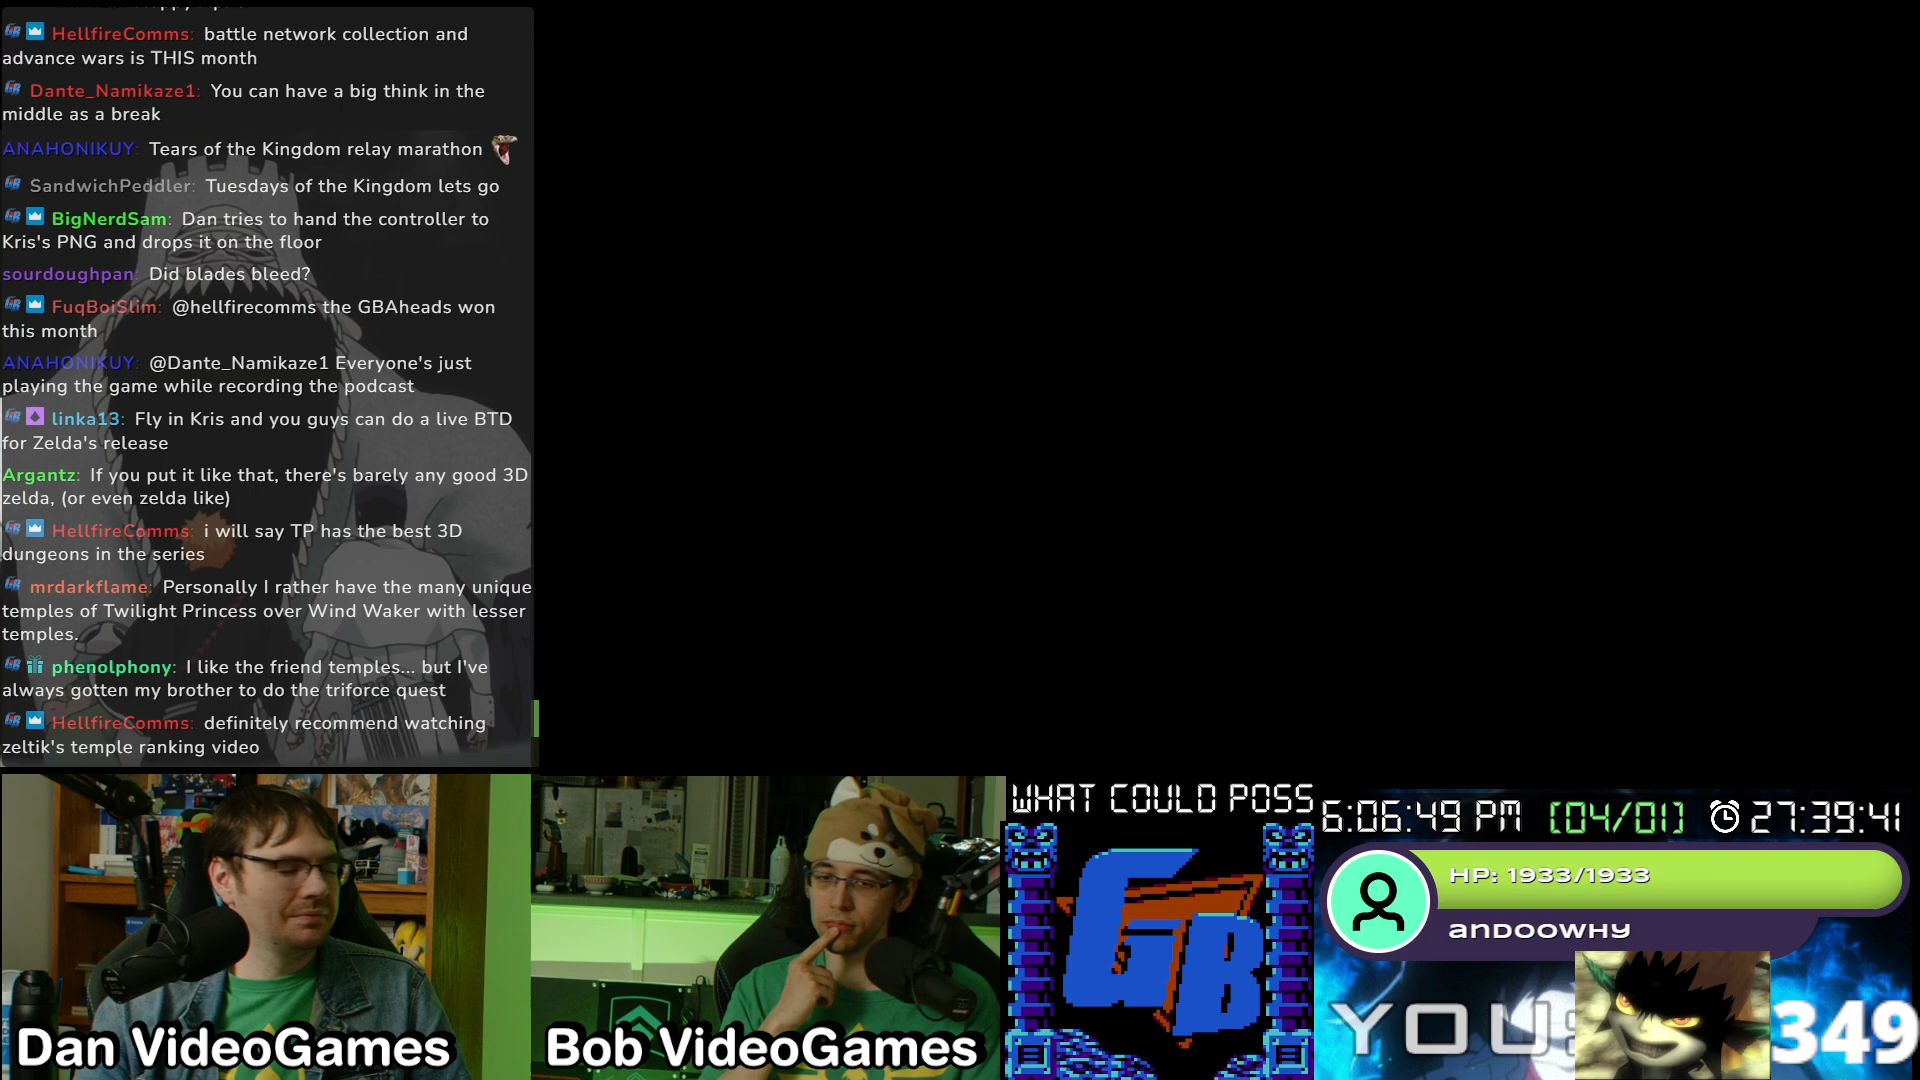 HellfireComms: battle network collection and
advance wars is THIS month
Dante_Namikaze1: You can have a big think in the
middle as a break
ANAHONIKUY: Tears of the Kingdom relay marathon
SandwichPeddler: Tuesdays of the Kingdom lets go
BigNerdSam: Dan tries to hand the controller to
Kris's PNG and drops it on the floor
sourdoughpan: Did blades bleed?
FuqBoiSlim: @hellfirecomms the GBAheads won
this month
ANAHONIKUY: @Dante_Namikaze1 Everyone's just
playing the game while recording the podcast
linka13: Fly in Kris and you guys can do a live BTD
for Zelda's release
Argantz: If you put it like that, there's barely any good 3D
zelda, (or even zelda like)
HellfireComms: i will say TP has the best 3D
dungeons in the series
mrdarkflame: Personally I rather have the many unique
temples of Twilight Princess over Wind Waker with lesser
temples.
phenolphony: I like the friend temples... but I've
always gotten my brother to do the triforce quest
HellfireComms: definitely recommend watching
zeltik's temple ranking video
Dan VideoGames
Bob VideoGames
WHAT COULD POSS
GB
6:06:49 PM [04/01] 27:39:41
HP: 1933/1933
andoowhy
YOU
349